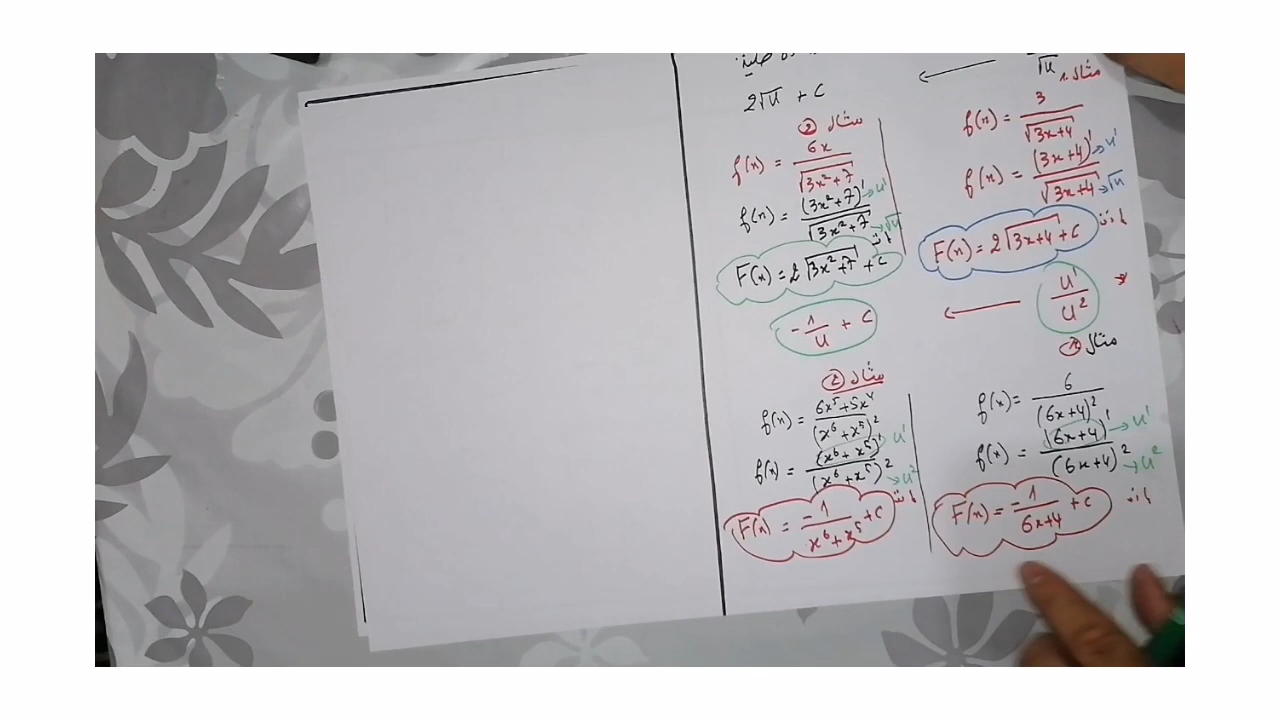 √u
مثال 1
f(x) = 3 / √3x+4
f(x) = (3x+4)' / √3x+4 → u' → √u
F(x) = 2√3x+4 + C
2√u + C
مثال 2
f(x) = 6x / √3x²+7
f(x) = (3x²+7)' / √3x²+7 → u' → √u
F(x) = 2√3x²+7 + C
* u' / u² ←
-1/u + C
مثال 1
f(x) = 6 / (6x+4)²
f(x) = (6x+4)' / (6x+4)² → u' → u²
F(x) = -1 / 6x+4 + C
مثال 2
f(x) = 6x⁵+5x⁴ / (x⁶+x⁵)²
f(x) = (x⁶+x⁵)' / (x⁶+x⁵)² → u' → u²
F(x) = -1 / x⁶+x⁵ + C